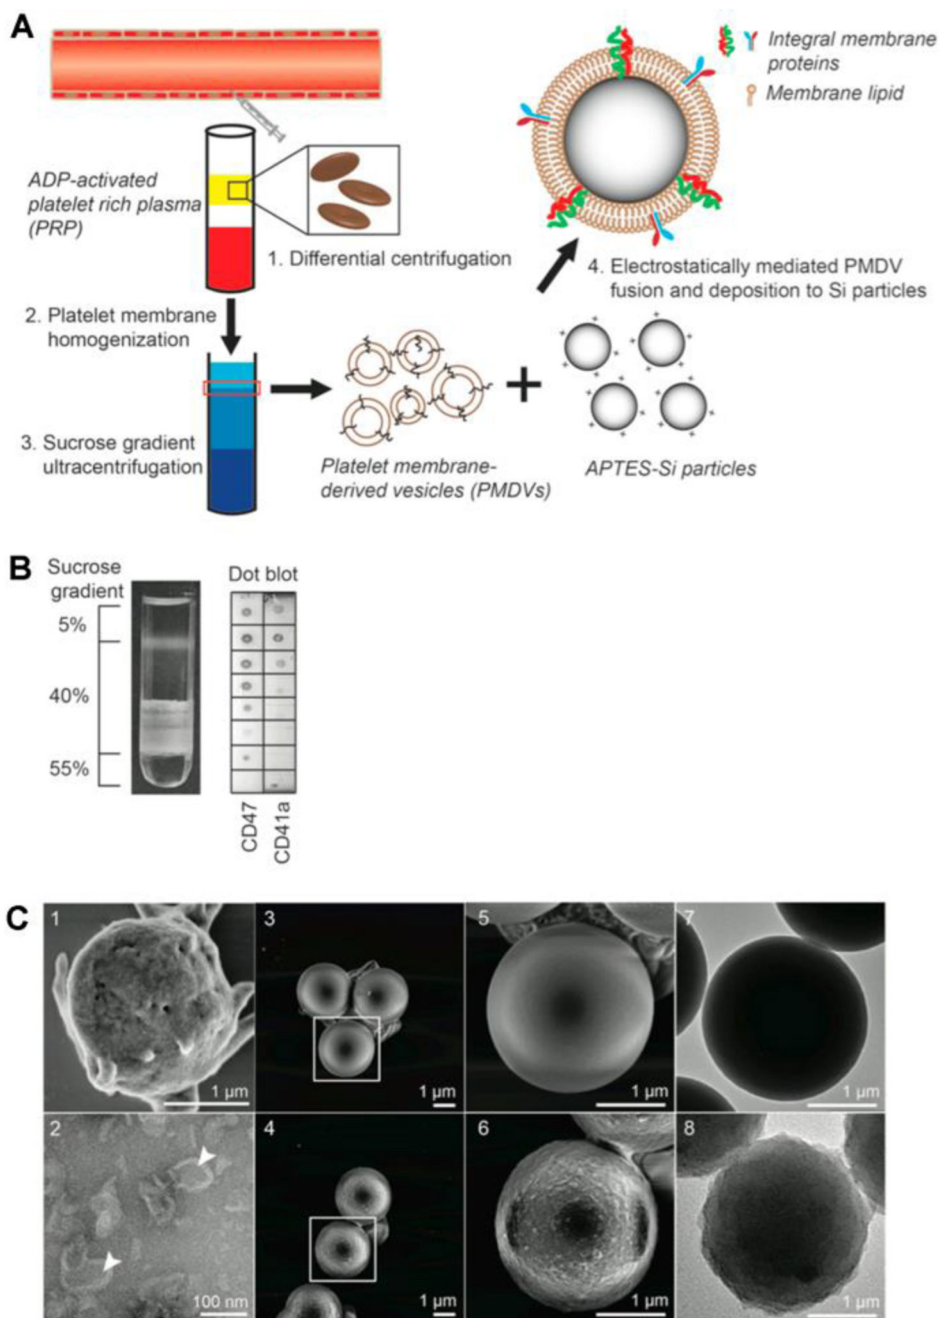 A
Integral membrane
proteins
Membrane lipid
ADP-activated
platelet rich plasma
(PRP)
1. Differential centrifugation
4. Electrostatically mediated PMDV
fusion and deposition to Si particles
2. Platelet membrane
homogenization
3. Sucrose gradient
ultracentrifugation
Platelet membrane-
derived vesicles (PMDVs)
APTES-Si particles
B
Sucrose
gradient
Dot blot
5%
40%
55%
CD47
CD41a
C
1
1 µm
3
1 µm
5
1 µm
7
1 µm
2
100 nm
4
1 µm
6
1 µm
8
1 µm